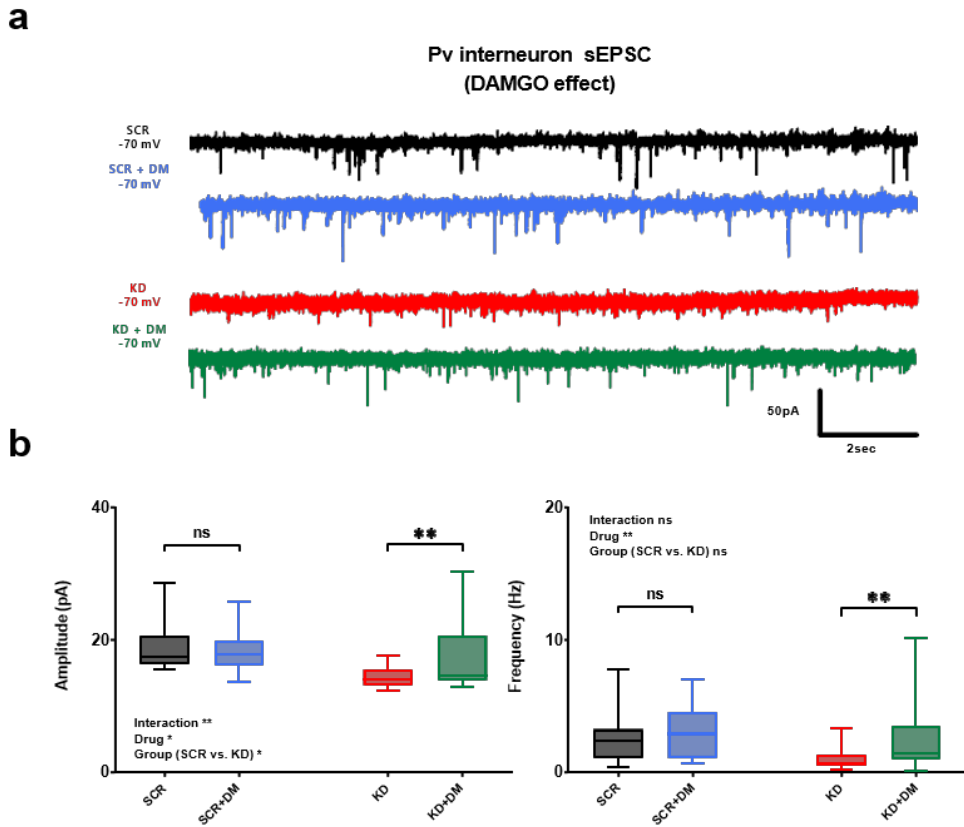 a
Pv interneuron sEPSC
(DAMGO effect)
SCR
-70 mV
SCR + DM
-70 mV
KD
-70 mV
KD + DM
-70 mV
50pA
2sec
b
Amplitude (pA)
40
20
0
ns
**
Interaction **
Drug *
Group (SCR vs. KD) *
SCR
SCR+DM
KD
KD+DM
Frequency (Hz)
20
10
0
Interaction ns
Drug **
Group (SCR vs. KD) ns
ns
**
SCR
SCR+DM
KD
KD+DM